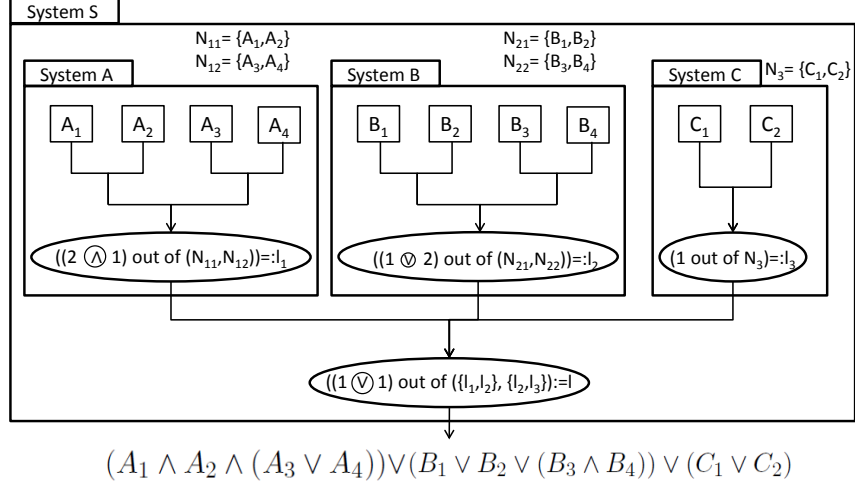 System S
N₁₁= {A₁,A₂}
N₁₂= {A₃,A₄}
N₂₁= {B₁,B₂}
N₂₂= {B₃,B₄}
System A
System B
System C
N₃= {C₁,C₂}
A₁ A₂ A₃ A₄
B₁ B₂ B₃ B₄
C₁ C₂
((2 ⓐ 1) out of (N₁₁,N₁₂))=:I₁
((1 ⓥ 2) out of (N₂₁,N₂₂))=:I₂
(1 out of N₃)=:I₃
((1 ⓥ 1) out of ({I₁,I₂}, {I₂,I₃}):=I
(A₁ ∧ A₂ ∧ (A₃ ∨ A₄))∨(B₁ ∨ B₂ ∨ (B₃ ∧ B₄)) ∨ (C₁ ∨ C₂)